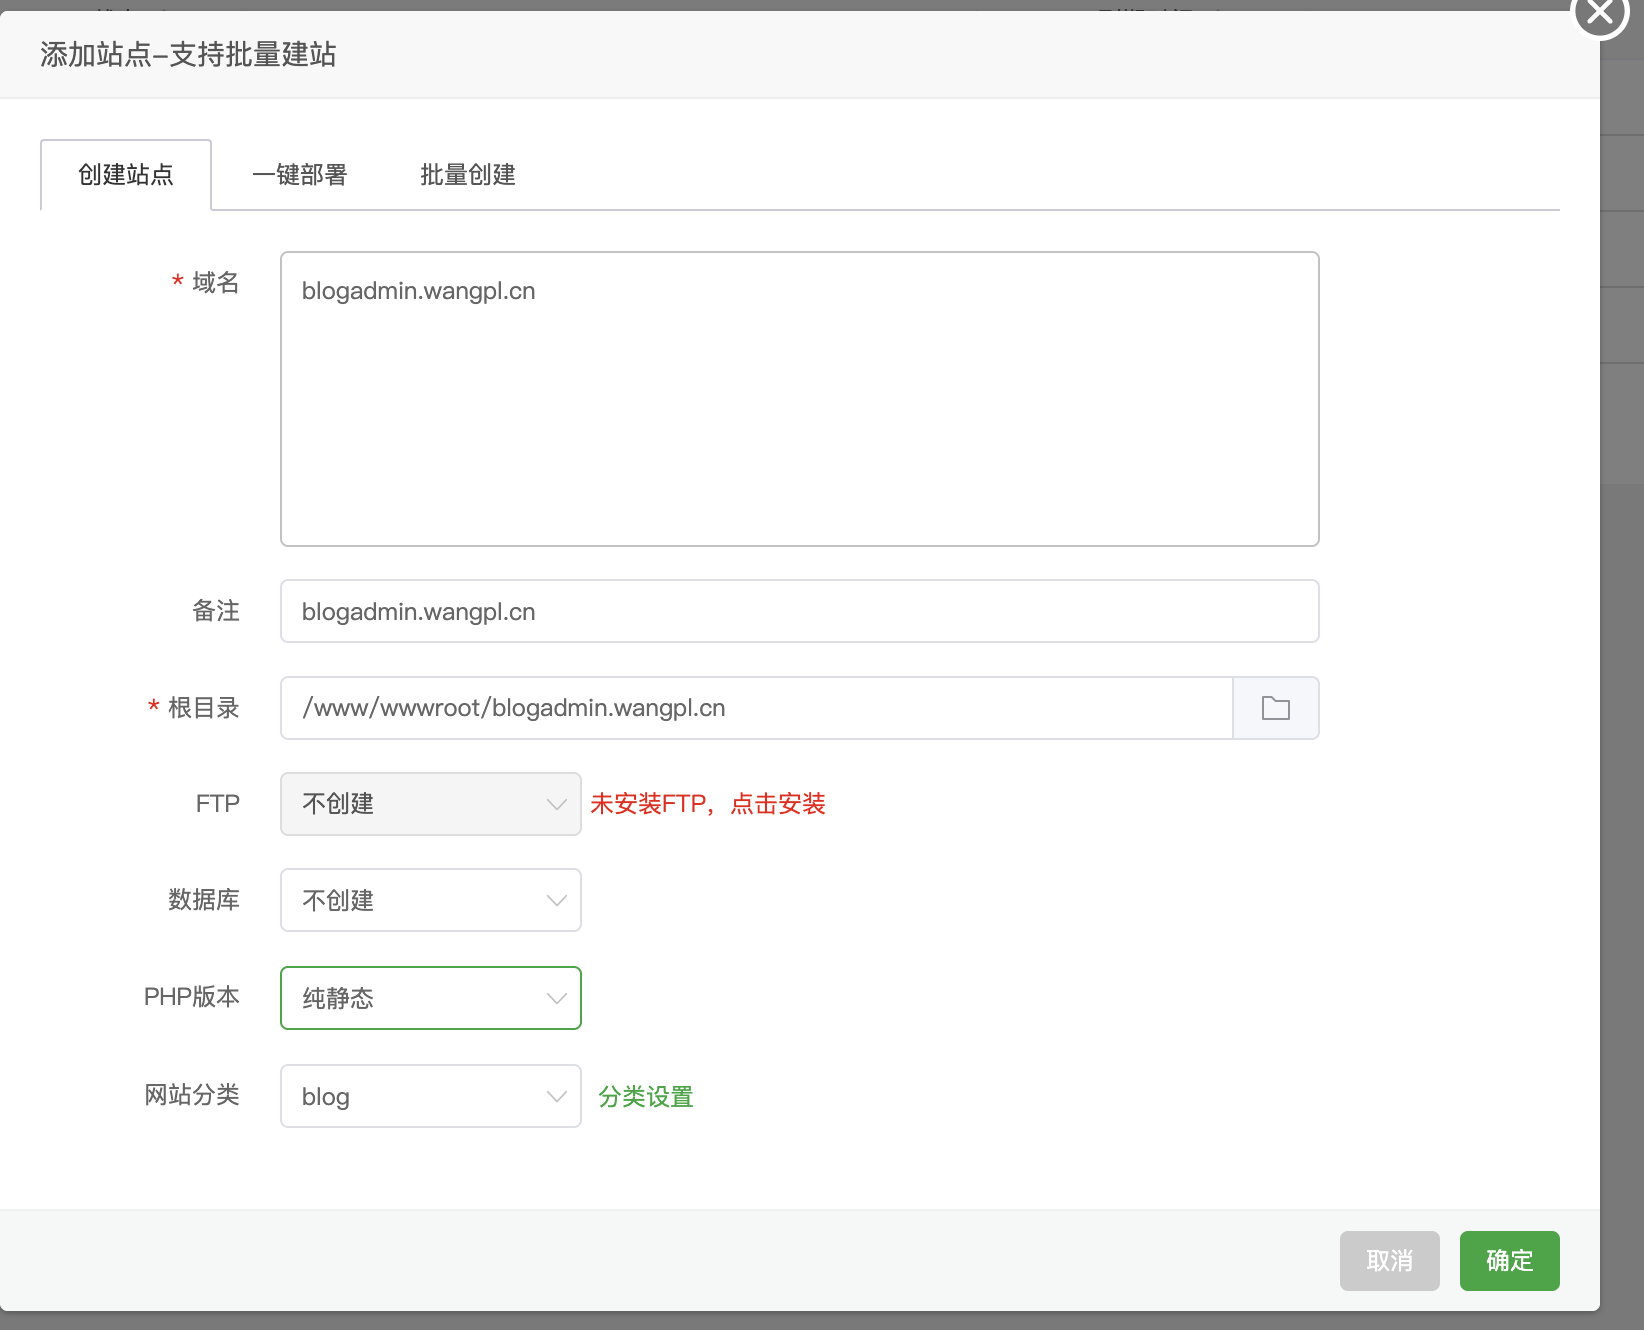 添加站点-支持批量建站
创建站点 一键部署 批量创建
* 域名 blogadmin.wangpl.cn
备注 blogadmin.wangpl.cn
* 根目录 /www/wwwroot/blogadmin.wangpl.cn
FTP 不创建 未安装FTP，点击安装
数据库 不创建
PHP版本 纯静态
网站分类 blog 分类设置
取消 确定